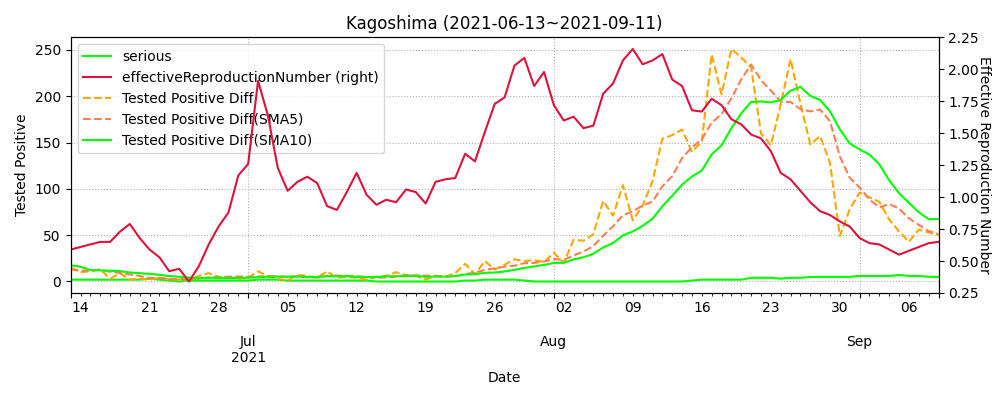 Kagoshima (2021-06-13~2021-09-11)
serious
effectiveReproductionNumber (right)
Tested Positive Diff
Tested Positive Diff(SMA5)
Tested Positive Diff(SMA10)
Tested Positive
250
200
150
100
50
0
2.25
2.00
1.75
1.50
1.25
1.00
0.75
0.50
0.25
Effective Reproduction Number
14 21 28 05 12 19 26 02 09 16 23 30 06
Jul Aug Sep
2021
Date